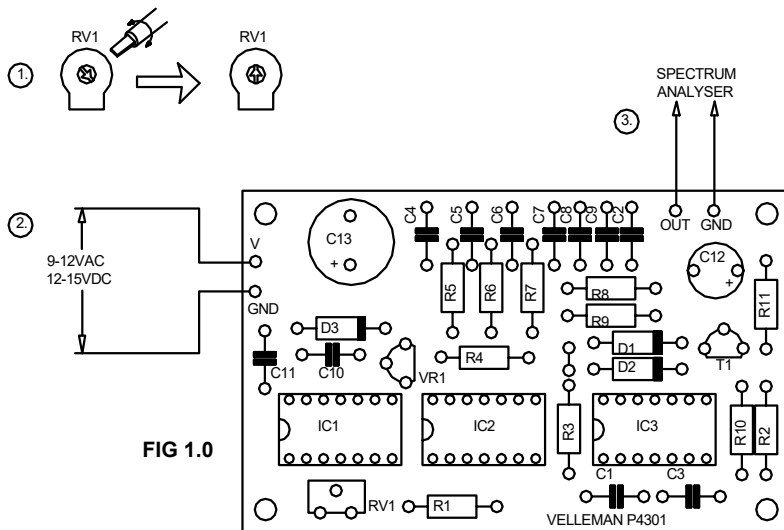 RV1
RV1
1.
SPECTRUM
ANALYSER
3.
2.
V
9-12VAC
12-15VDC
GND
OUT GND
C13
+
C4
C5
C6
C7
C8
C9
C2
C12
+
R5
R6
R7
R8
R9
R11
D3
D1
D2
T1
C11
C10
VR1
R4
IC1
IC2
R3
IC3
R10
R2
FIG 1.0
RV1
R1
C1
C3
VELLEMAN P4301